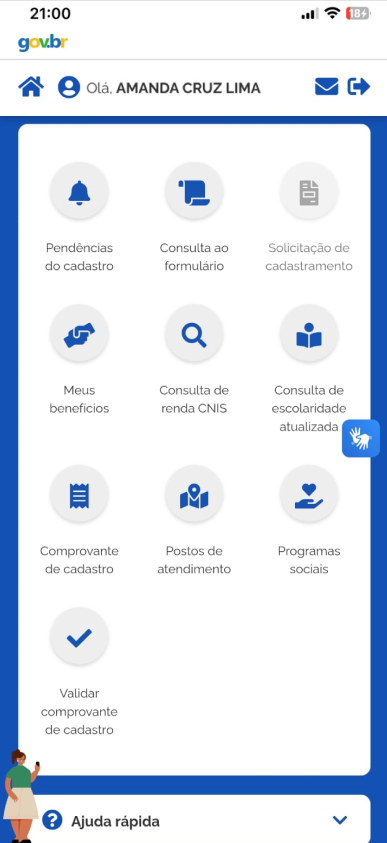 21:00
18+
gov.br
Olá, AMANDA CRUZ LIMA
Pendências
do cadastro
Consulta ao
formulário
Solicitação de
cadastramento
Meus
benefícios
Consulta de
renda CNIS
Consulta de
escolaridade
atualizada
Comprovante
de cadastro
Postos de
atendimento
Programas
sociais
Validar
comprovante
de cadastro
? Ajuda rápida